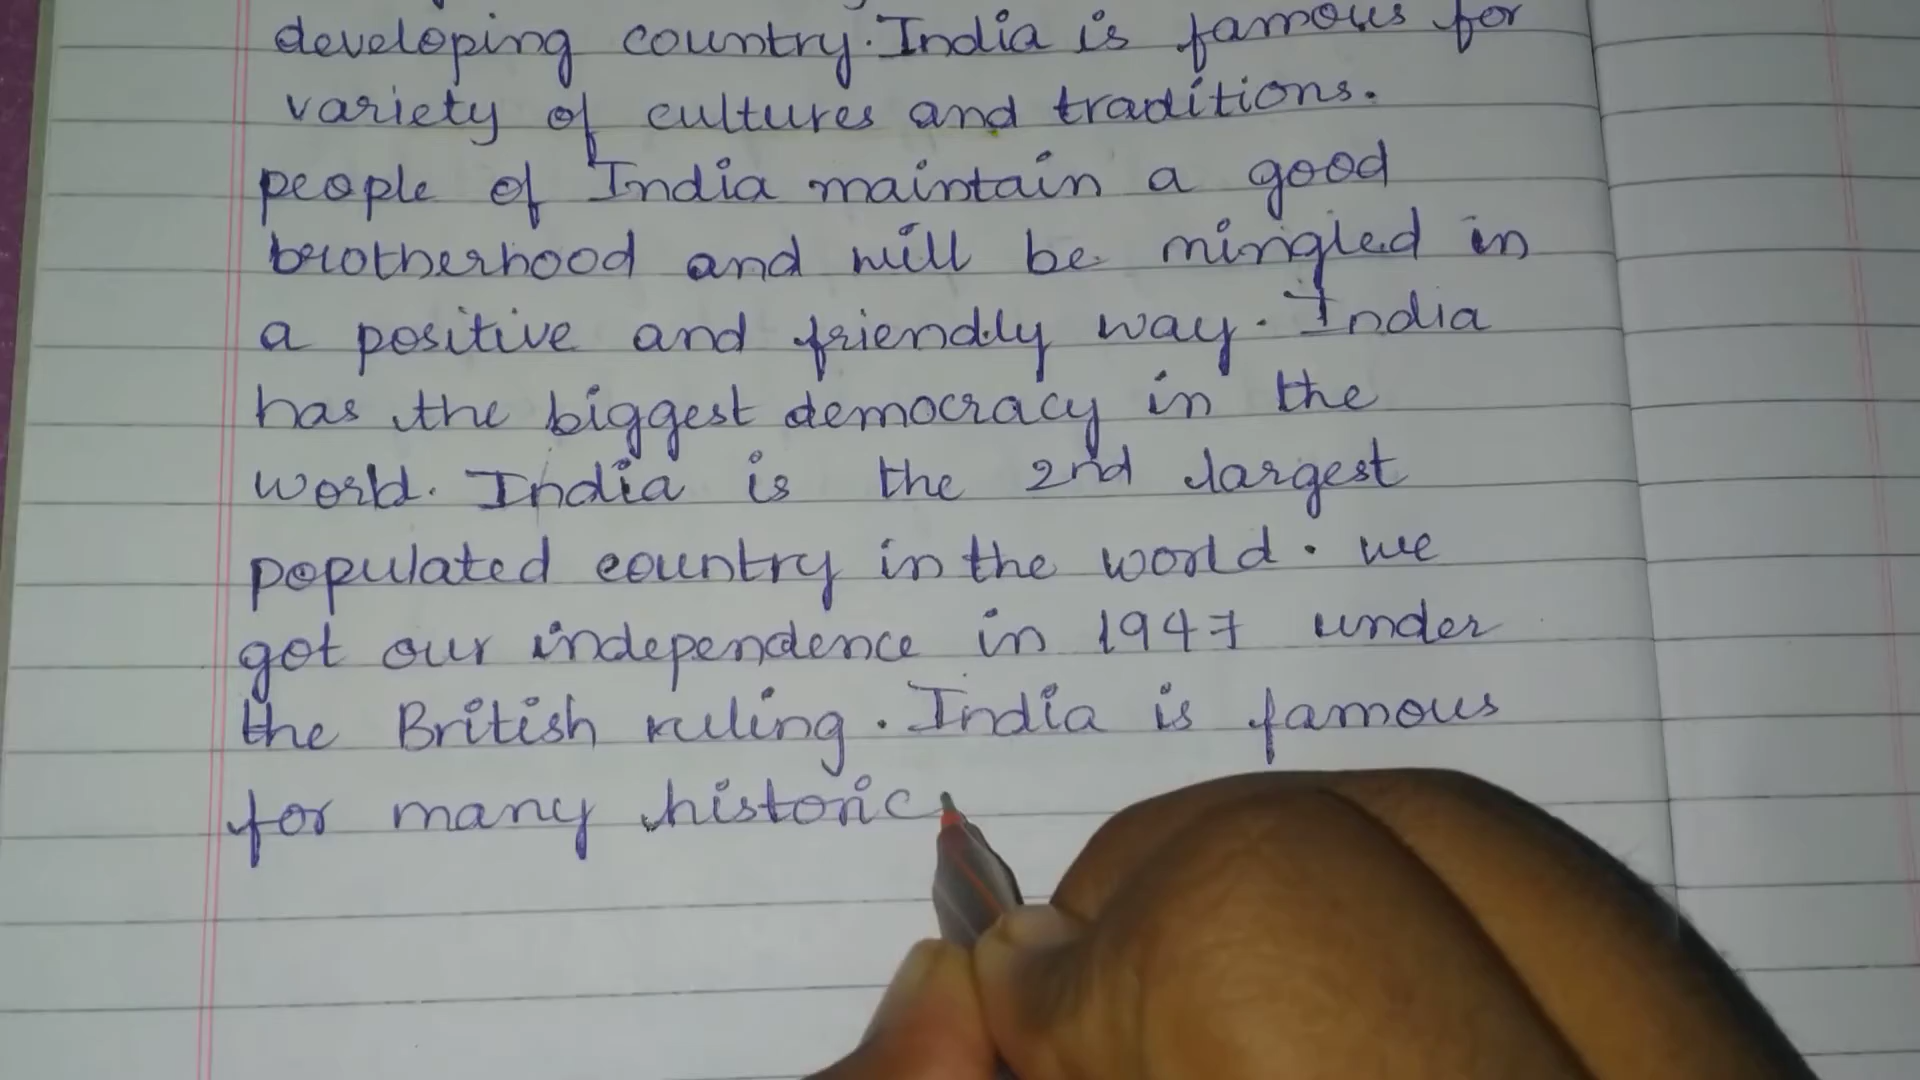 developing country. India is famous for
variety of cultures and traditions.
people of India maintain a good
brotherhood and will be mingled in
a positive and friendly way. India
has the biggest democracy in the
world. India is the 2nd largest
populated country in the world. we
got our independence in 1947 under
the British ruling. India is famous
for many historic